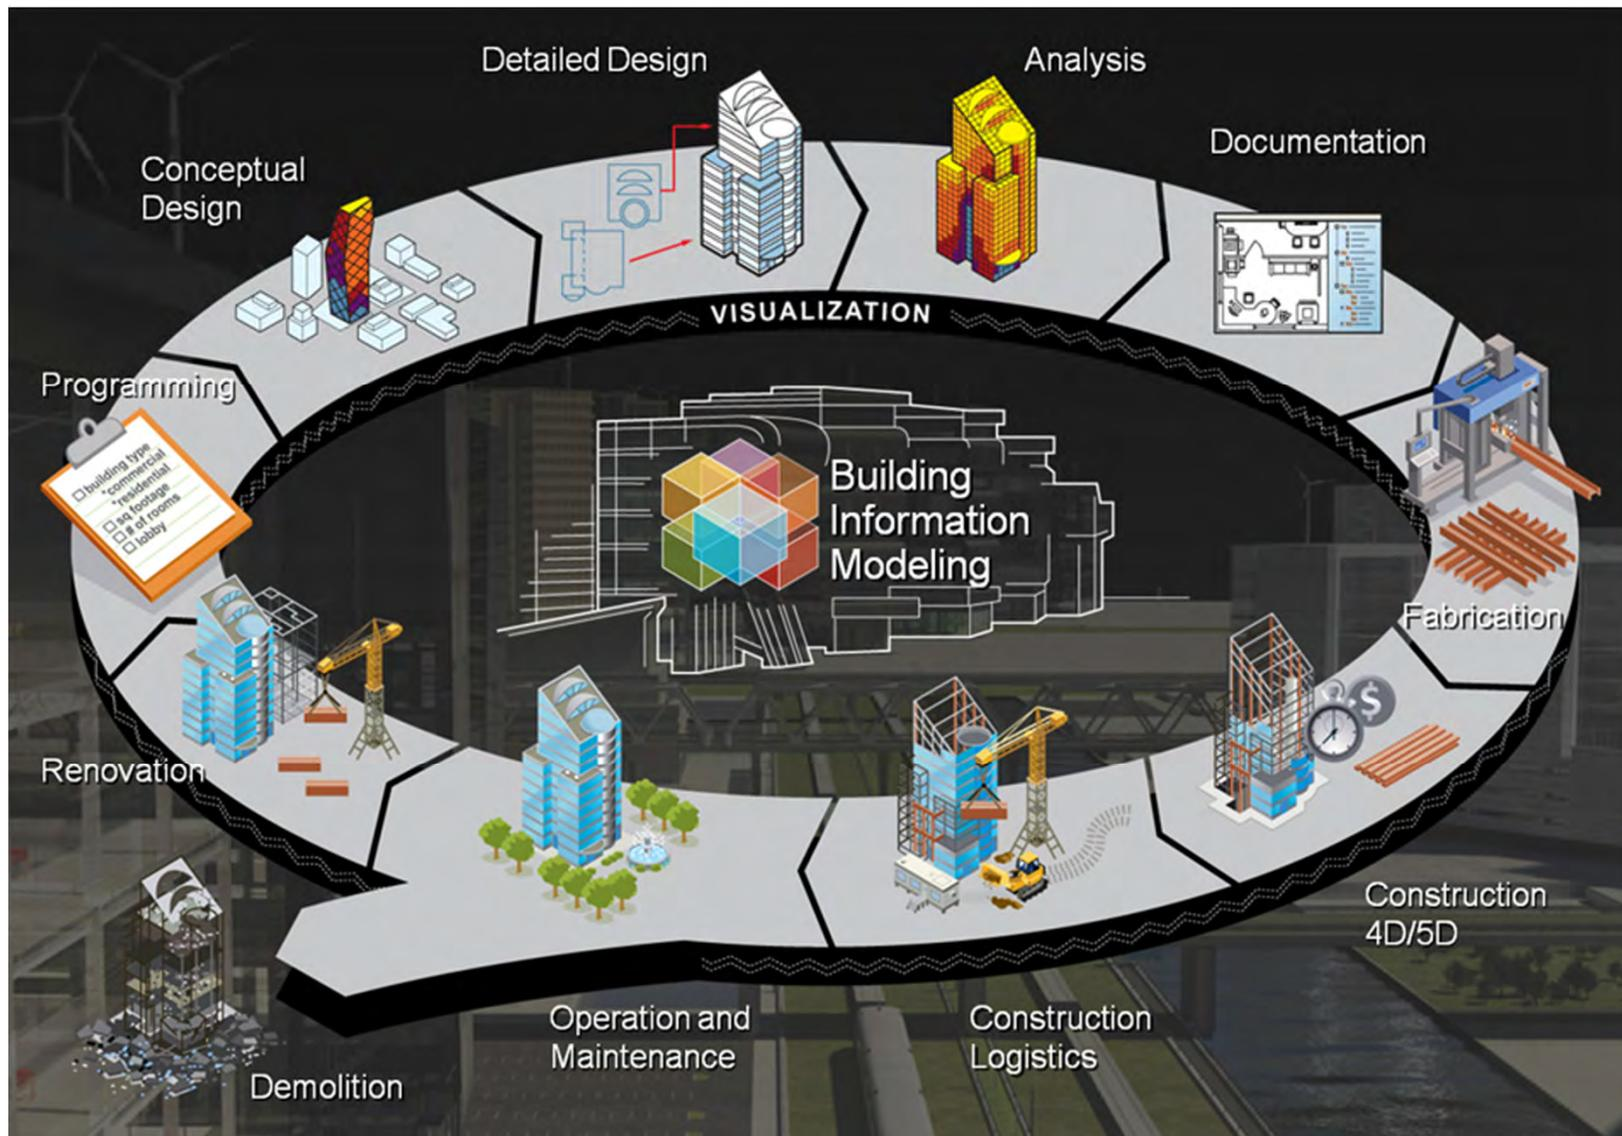 Detailed Design
Analysis
Documentation
Conceptual
Design
VISUALIZATION
Programming
building type
*commercial
*residential
sq footage
# of rooms
lobby
Building
Information
Modeling
Fabrication
$
Renovation
Construction
4D/5D
Operation and
Maintenance
Construction
Logistics
Demolition